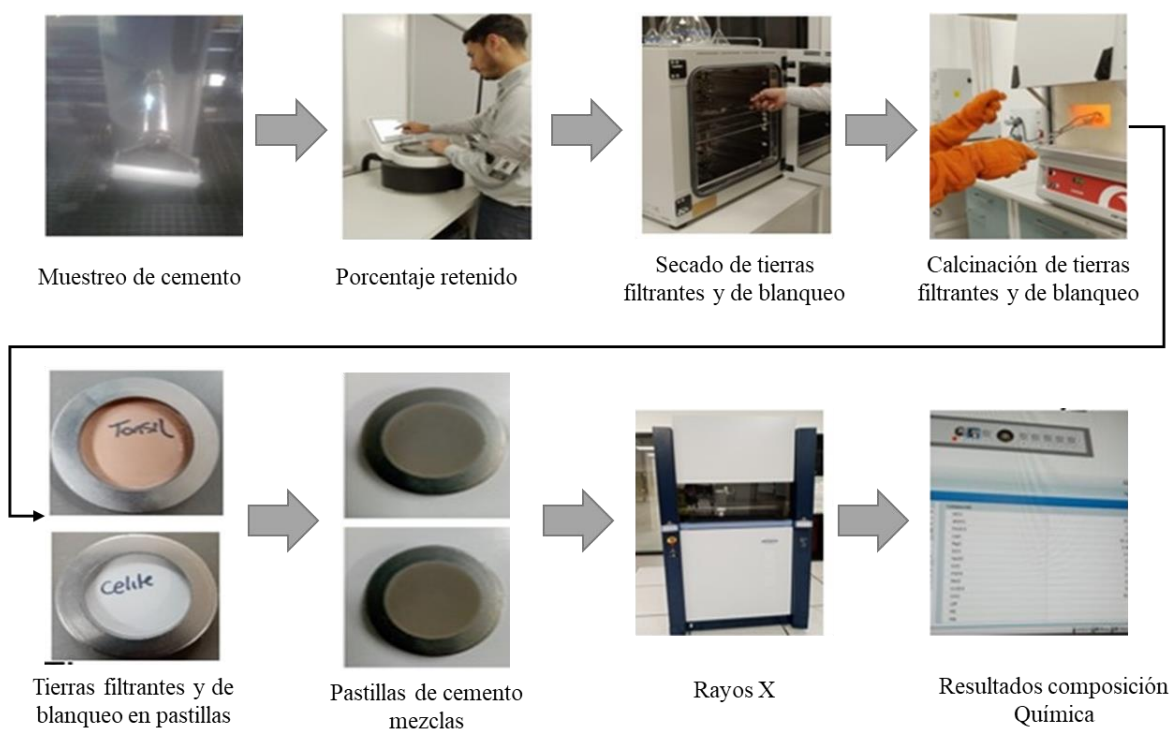 Muestreo de cemento
Porcentaje retenido
Secado de tierras
filtrantes y de blanqueo
Calcinación de tierras
filtrantes y de blanqueo
Tonsil
Celite
Tierras filtrantes y de
blanqueo en pastillas
Pastillas de cemento
mezclas
Rayos X
Resultados composición
Química